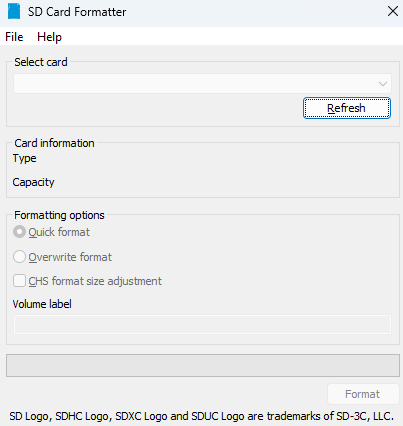 SD Card Formatter
File Help
Select card
Refresh
Card information
Type
Capacity
Formatting options
Quick format
Overwrite format
CHS format size adjustment
Volume label
Format
SD Logo, SDHC Logo, SDXC Logo and SDUC Logo are trademarks of SD-3C, LLC.